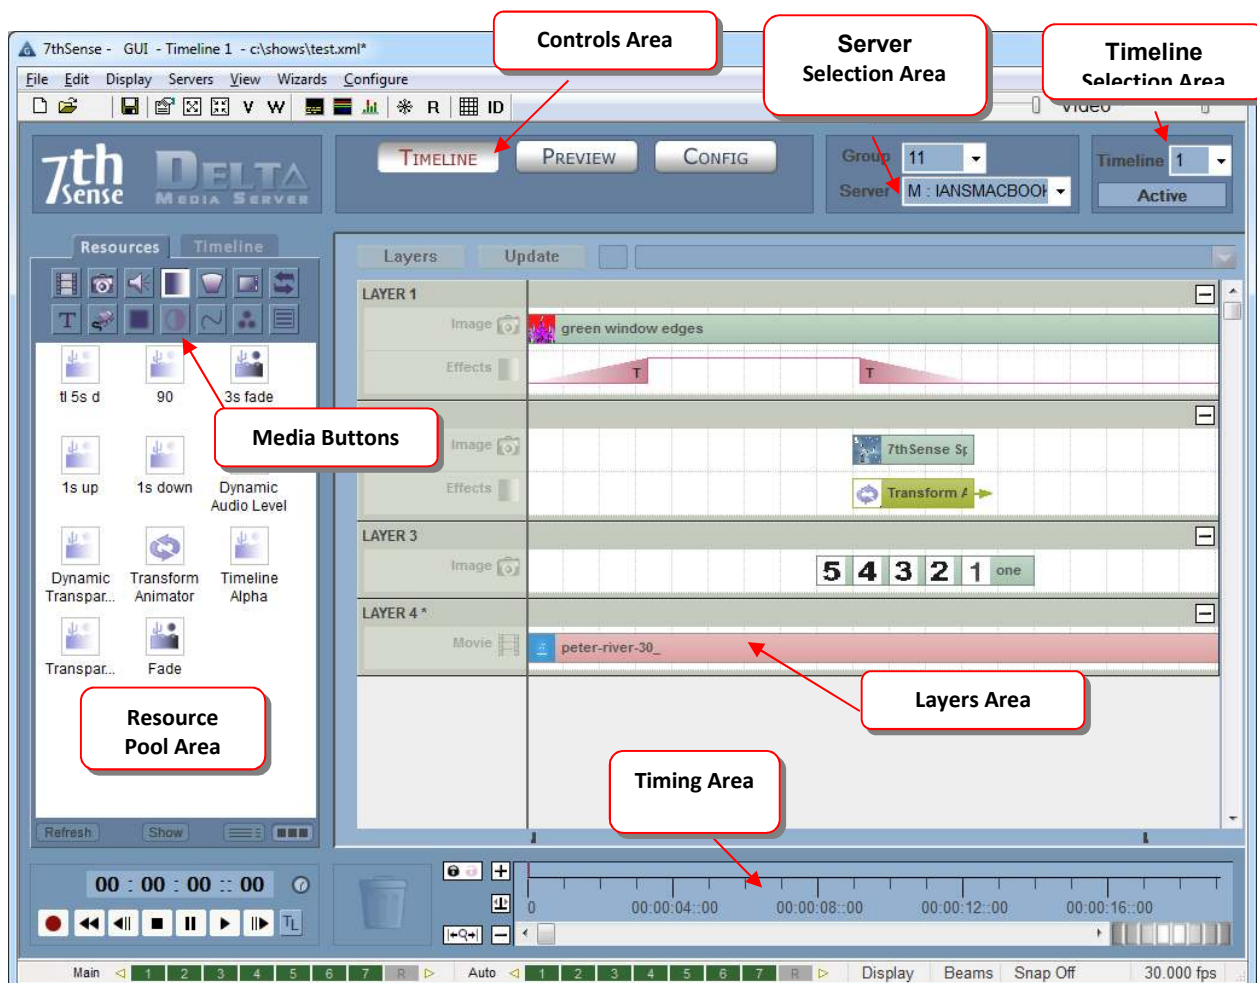 Controls Area
Server
Selection Area
Timeline
Selection Area
7thSense - GUI - Timeline 1 - c:\shows\test.xml*
File Edit Display Servers View Wizards Configure
V W R ID Video
7th Sense
DELTA
MEDIA SERVER
TIMELINE PREVIEW CONFIG
Group 11
Server M : IANSMACBOOK
Timeline 1
Active
Resources Timeline
Layers Update
T
LAYER 1
Image green window edges
Effects T T
tl 5s d 90 3s fade
Media Buttons
Image 7thSense Sp
Effects Transform A
1s up 1s down Dynamic
Audio Level
LAYER 3
Image 5 4 3 2 1 one
Dynamic
Transpar...
Transform
Animator
Timeline
Alpha
LAYER 4 *
Movie peter-river-30_
Transpar... Fade
Resource
Pool Area
Layers Area
Timing Area
Refresh Show
00 : 00 : 00 :: 00
TL
0 00:00:04::00 00:00:08::00 00:00:12::00 00:00:16::00
Main 1 2 3 4 5 6 7 R Auto 1 2 3 4 5 6 7 R Display Beams Snap Off 30.000 fps